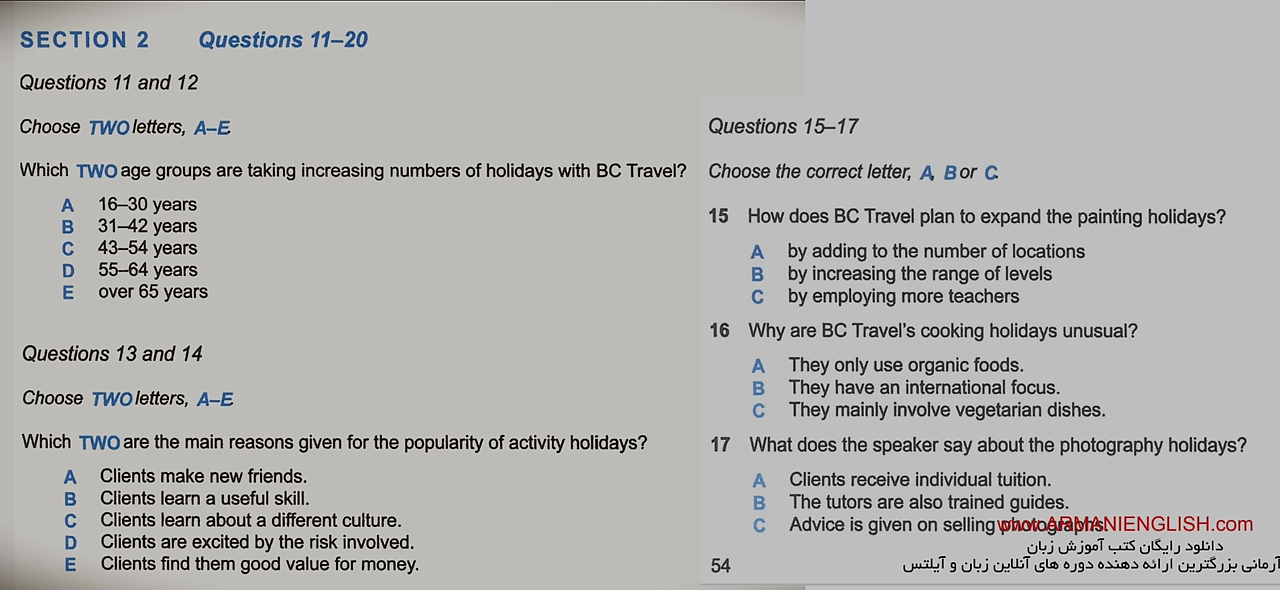 SECTION 2 Questions 11–20
Questions 11 and 12
Choose TWO letters, A–E.
Which TWO age groups are taking increasing numbers of holidays with BC Travel?
A 16–30 years
B 31–42 years
C 43–54 years
D 55–64 years
E over 65 years
Questions 13 and 14
Choose TWO letters, A–E.
Which TWO are the main reasons given for the popularity of activity holidays?
A Clients make new friends.
B Clients learn a useful skill.
C Clients learn about a different culture.
D Clients are excited by the risk involved.
E Clients find them good value for money.
Questions 15–17
Choose the correct letter, A, B or C.
15 How does BC Travel plan to expand the painting holidays?
A by adding to the number of locations
B by increasing the range of levels
C by employing more teachers
16 Why are BC Travel's cooking holidays unusual?
A They only use organic foods.
B They have an international focus.
C They mainly involve vegetarian dishes.
17 What does the speaker say about the photography holidays?
A Clients receive individual tuition.
B The tutors are also trained guides.
C Advice is given on selling photographs.
www.ARMANIENGLISH.com
دانلود رایگان کتب آموزش زبان
آرمانی بزرگترین ارائه دهنده دوره های آنلاین زبان و آیلتس
54